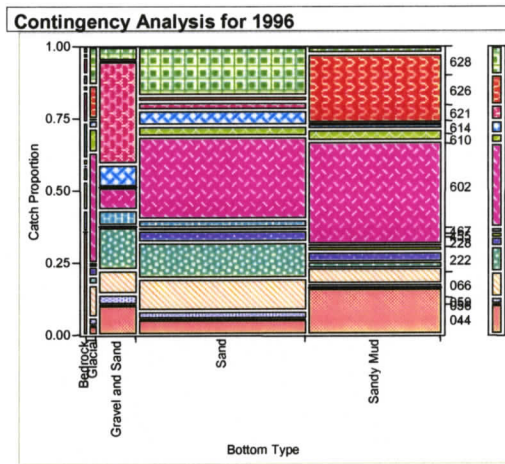 Contingency Analysis for 1996
1.00
0.75
0.50
0.25
0.00
Catch Proportion
628
626
621
614
610
602
228
222
066
044
Bedrock
Glacial
Gravel and Sand
Sand
Sandy Mud
Bottom Type